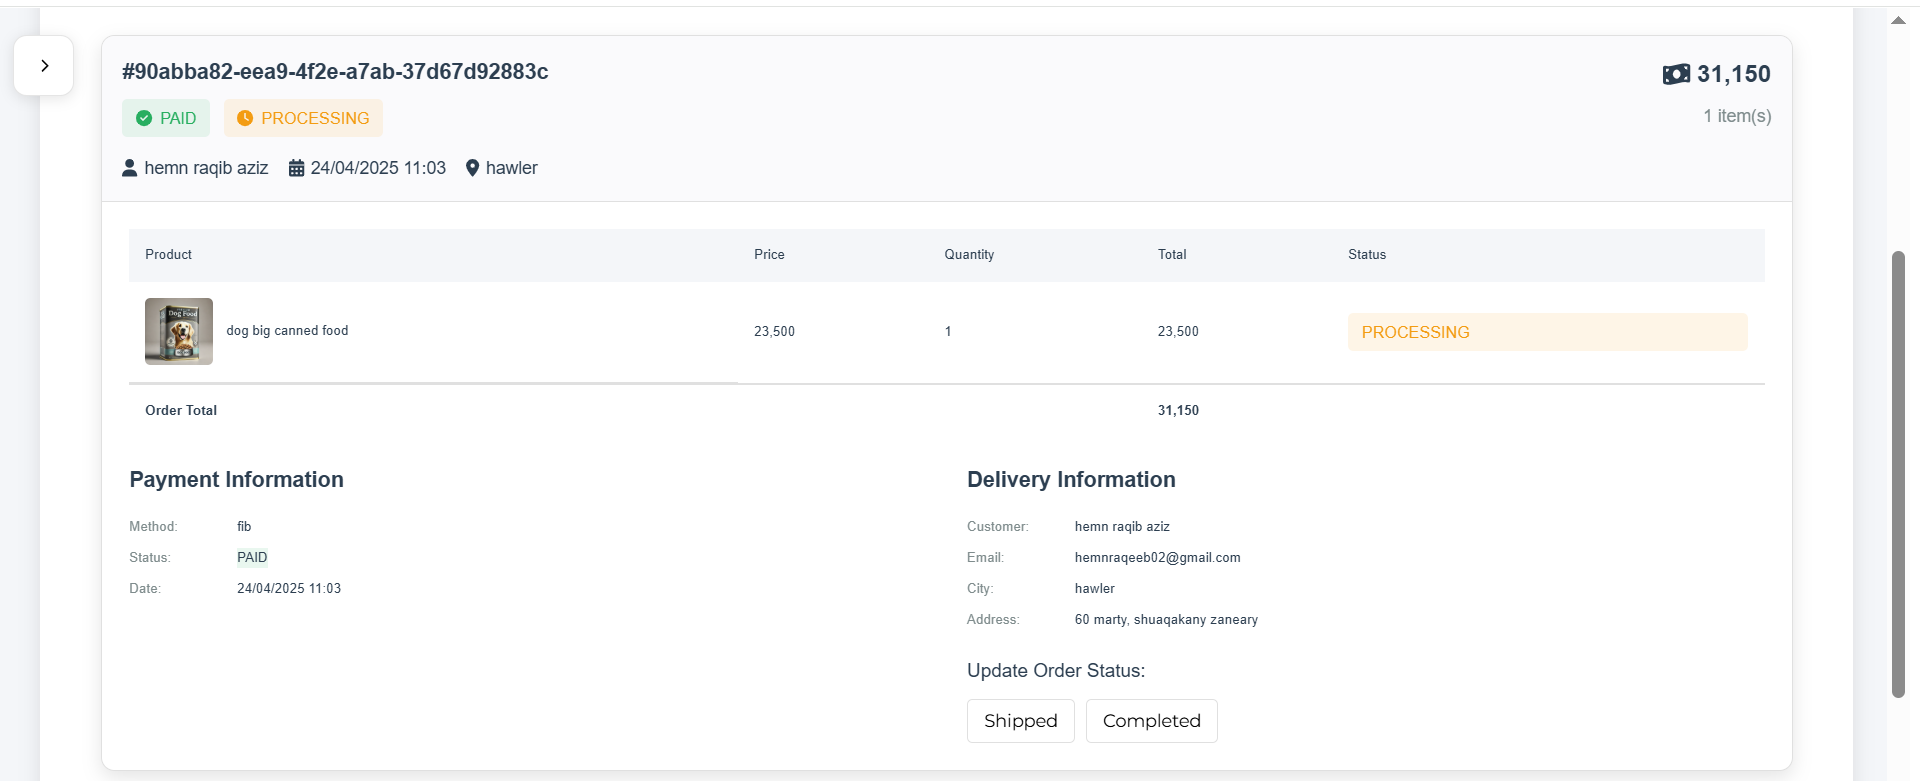 #90abba82-eea9-4f2e-a7ab-37d67d92883c
31,150
PAID
PROCESSING
1 item(s)
hemn raqib aziz
24/04/2025 11:03
hawler
Product Price Quantity Total Status
Dog Food
dog big canned food 23,500 1 23,500 PROCESSING
Order Total 31,150
Payment Information
Method: fib
Status: PAID
Date: 24/04/2025 11:03
Delivery Information
Customer: hemn raqib aziz
Email: hemnraqeeb02@gmail.com
City: hawler
Address: 60 marty, shuaqakany zaneary
Update Order Status:
Shipped Completed